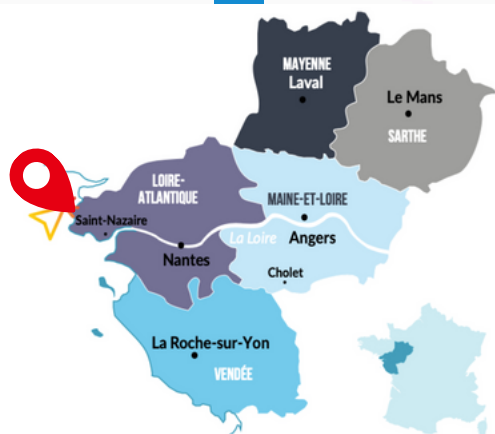 MAYENNE
Laval
Le Mans
SARTHE
LOIRE-
ATLANTIQUE
MAINE-ET-LOIRE
Saint-Nazaire
La Loire
Angers
Nantes
Cholet
La Roche-sur-Yon
VENDÉE